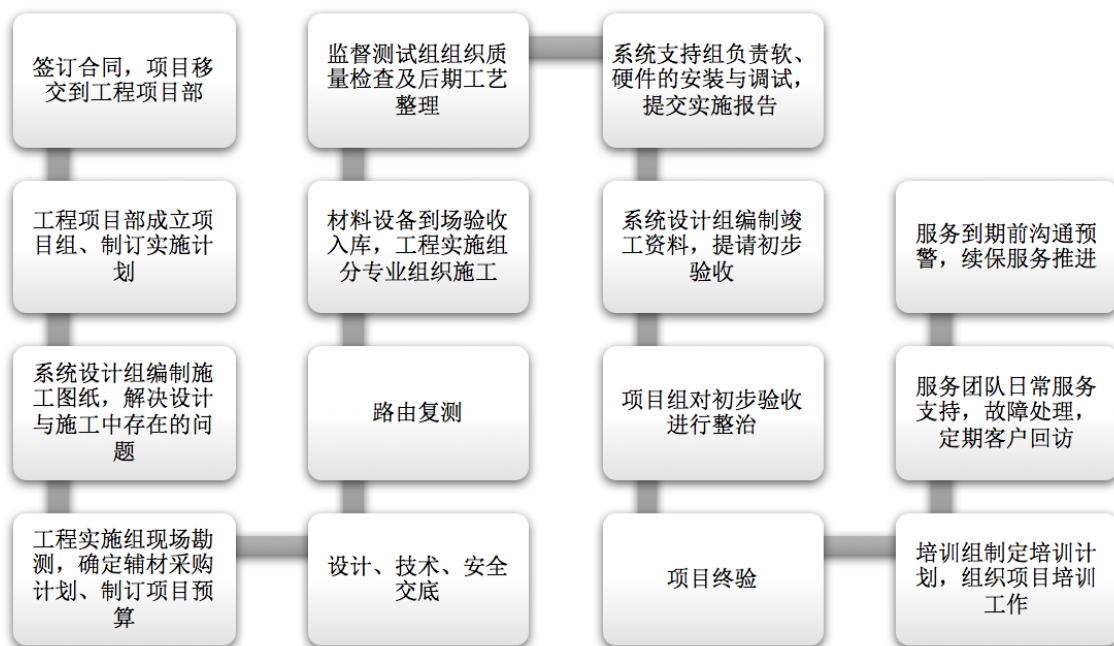 签订合同，项目移
交到工程项目部
工程项目部成立项
目组、制订实施计
划
系统设计组编制施
工图纸，解决设计
与施工中存在的问
题
工程实施组现场勘
测，确定辅材采购
计划、制订项目预
算
设计、技术、安全
交底
路由复测
材料设备到场验收
入库，工程实施组
分专业组织施工
监督测试组组织质
量检查及后期工艺
整理
系统支持组负责软、
硬件的安装与调试，
提交实施报告
系统设计组编制竣
工资料，提请初步
验收
项目组对初步验收
进行整治
项目终验
培训组制定培训计
划，组织项目培训
工作
服务团队日常服务
支持，故障处理，
定期客户回访
服务到期前沟通预
警，续保服务推进